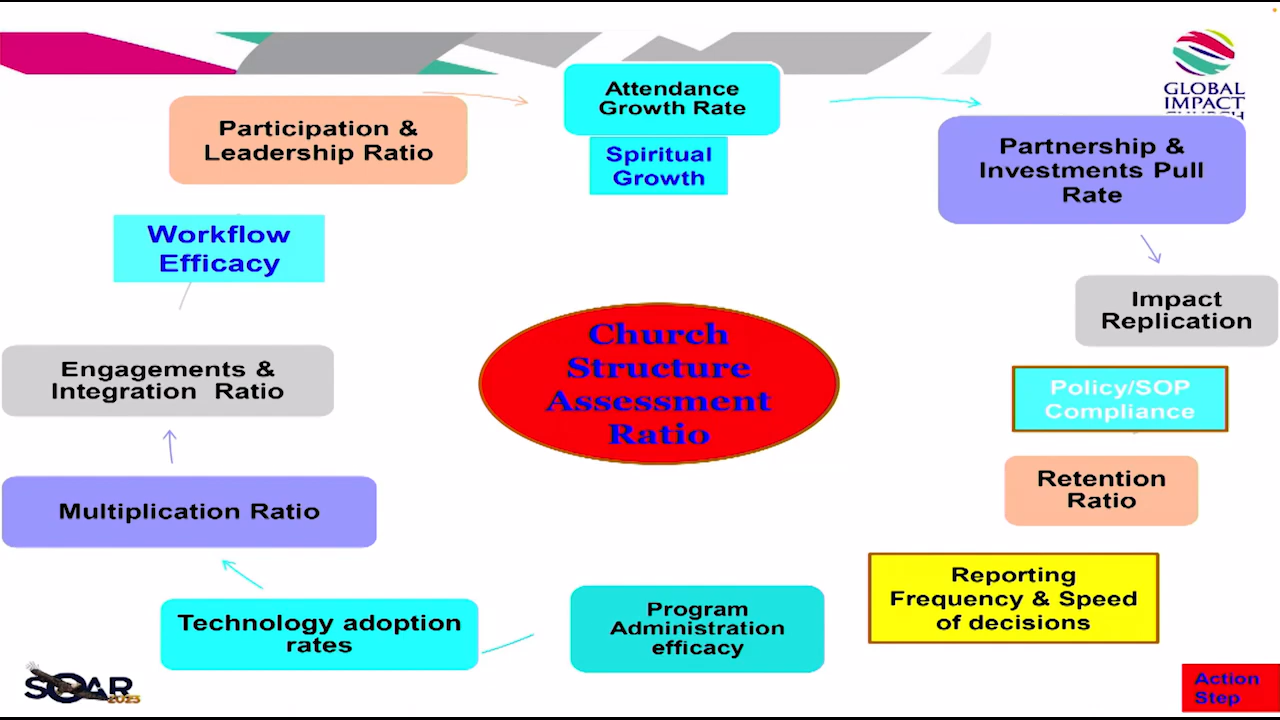 GLOBAL
IMPACT
CHURCH
Attendance
Growth Rate
Spiritual
Growth
Partnership &
Investments Pull
Rate
Impact
Replication
Policy/SOP
Compliance
Retention
Ratio
Reporting
Frequency & Speed
of decisions
Program
Administration
efficacy
Technology adoption
rates
Multiplication Ratio
Engagements &
Integration Ratio
Workflow
Efficacy
Participation &
Leadership Ratio
Church
Structure
Assessment
Ratio
SOAR
2023
Action
Step